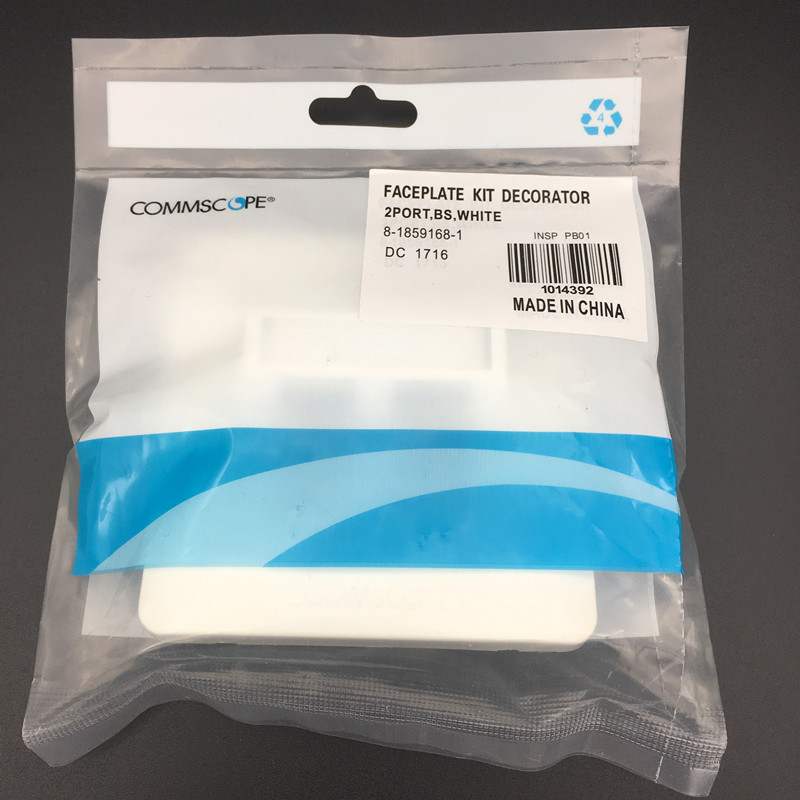 4
COMMSCOPE®
FACEPLATE KIT DECORATOR
2PORT,BS,WHITE
8-1859168-1
DC 1716
INSP PB01
1014392
MADE IN CHINA